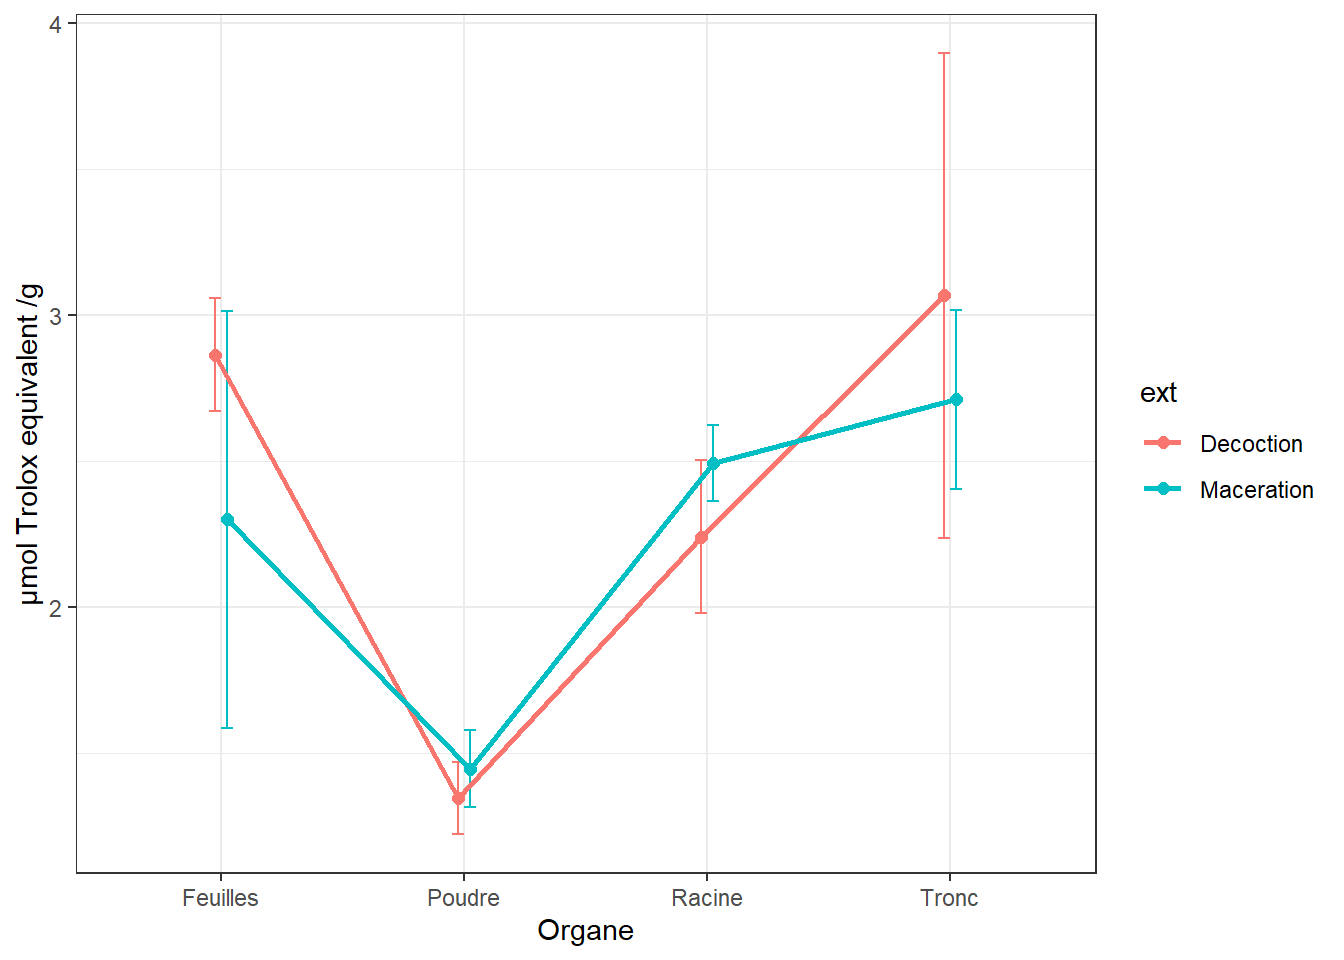 4
3
2
µmol Trolox equivalent /g
Feuilles Poudre Racine Tronc
Organe
ext
Decoction
Maceration